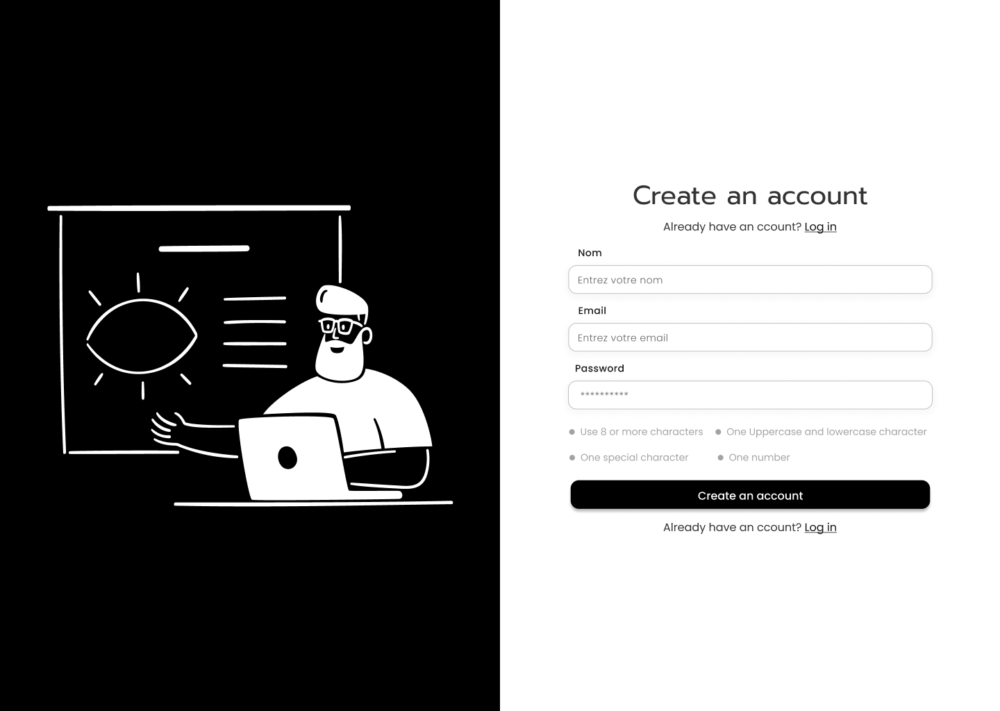 Create an account
Already have an ccount? Log in
Nom
Entrez votre nom
Email
Entrez votre email
Password
**********
Use 8 or more characters
One Uppercase and lowercase character
One special character
One number
Create an account
Already have an ccount? Log in